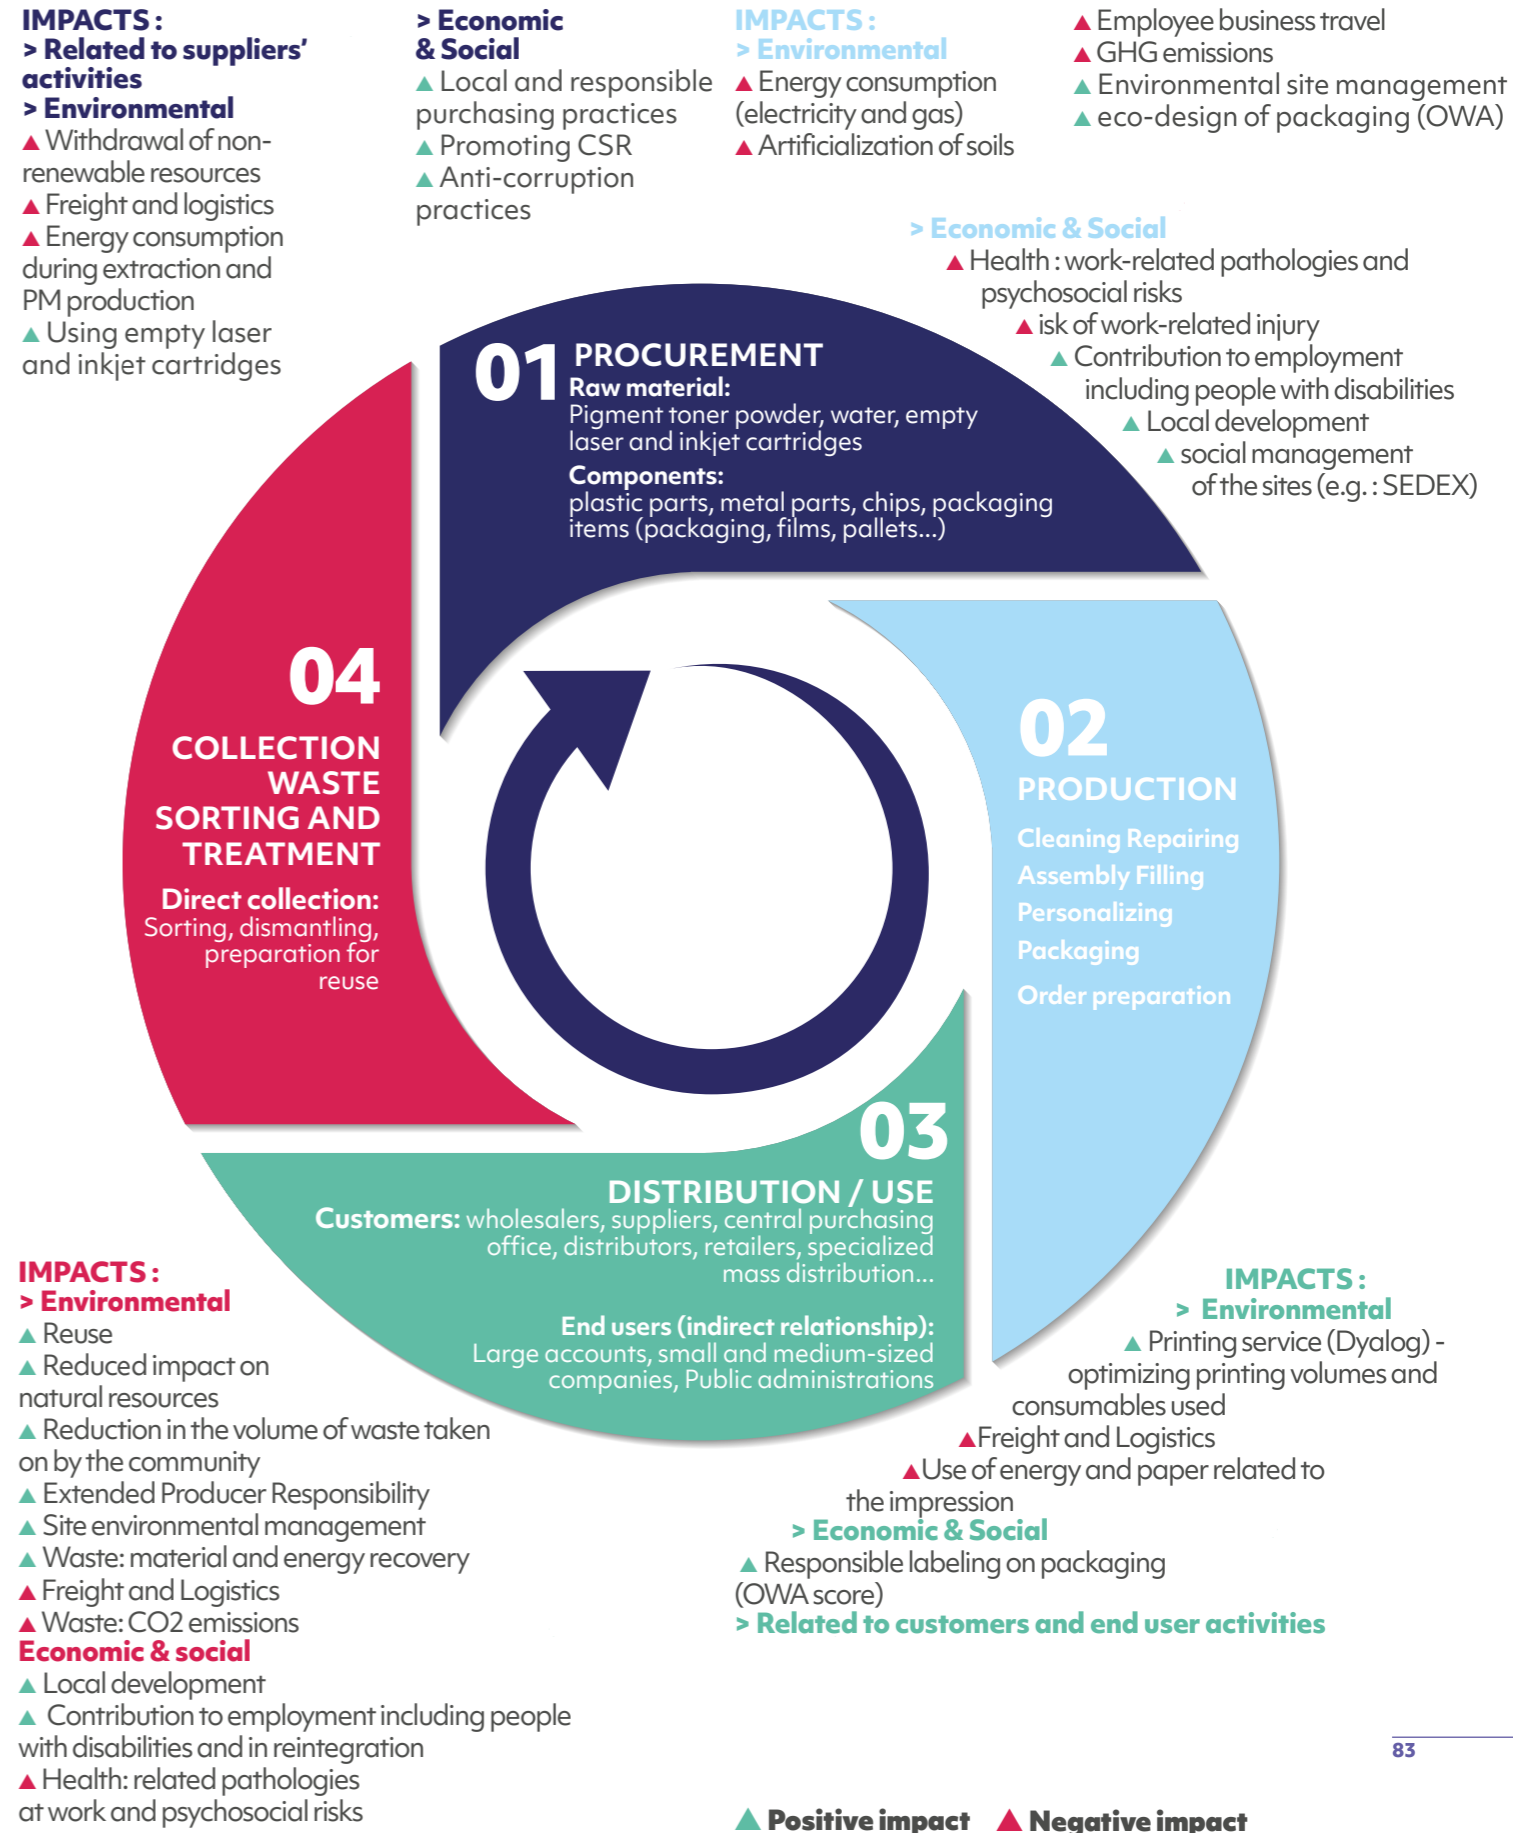 IMPACTS :
> Related to suppliers’
activities
> Environmental
▲ Withdrawal of non-
renewable resources
▲ Freight and logistics
▲ Energy consumption
during extraction and
PM production
▲ Using empty laser
and inkjet cartridges
> Economic
& Social
▲ Local and responsible
purchasing practices
▲ Promoting CSR
▲ Anti-corruption
practices
IMPACTS :
> Environmental
▲ Energy consumption
(electricity and gas)
▲ Artificialization of soils
▲ Employee business travel
▲ GHG emissions
▲ Environmental site management
▲ eco-design of packaging (OWA)
> Economic & Social
▲ Health : work-related pathologies and
psychosocial risks
▲ isk of work-related injury
▲ Contribution to employment
including people with disabilities
▲ Local development
▲ social management
of the sites (e.g. : SEDEX)
01 PROCUREMENT
Raw material:
Pigment toner powder, water, empty
laser and inkjet cartridges
Components:
plastic parts, metal parts, chips, packaging
items (packaging, films, pallets...)
02
PRODUCTION
Cleaning Repairing
Assembly Filling
Personalizing
Packaging
Order preparation
03
DISTRIBUTION / USE
Customers: wholesalers, suppliers, central purchasing
office, distributors, retailers, specialized
mass distribution...
End users (indirect relationship):
Large accounts, small and medium-sized
companies, Public administrations
04
COLLECTION
WASTE
SORTING AND
TREATMENT
Direct collection:
Sorting, dismantling,
preparation for
reuse
IMPACTS :
> Environmental
▲ Printing service (Dyalog) -
optimizing printing volumes and
consumables used
▲Freight and Logistics
▲Use of energy and paper related to
the impression
> Economic & Social
▲ Responsible labeling on packaging
(OWA score)
> Related to customers and end user activities
IMPACTS :
> Environmental
▲ Reuse
▲ Reduced impact on
natural resources
▲ Reduction in the volume of waste taken
on by the community
▲ Extended Producer Responsibility
▲ Site environmental management
▲ Waste: material and energy recovery
▲ Freight and Logistics
▲ Waste: CO2 emissions
Economic & social
▲ Local development
▲ Contribution to employment including people
with disabilities and in reintegration
▲ Health: related pathologies
at work and psychosocial risks
83
▲ Positive impact ▲ Negative impact